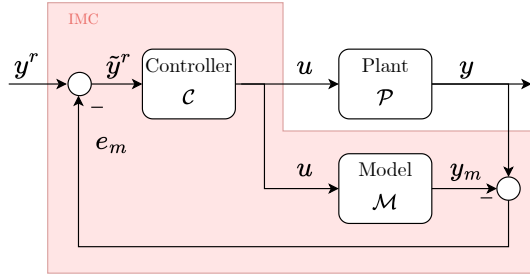 IMC
y^r
ỹ^r
Controller
𝒞
u
Plant
𝒫
y
−
e_m
u
Model
ℳ
y_m
−